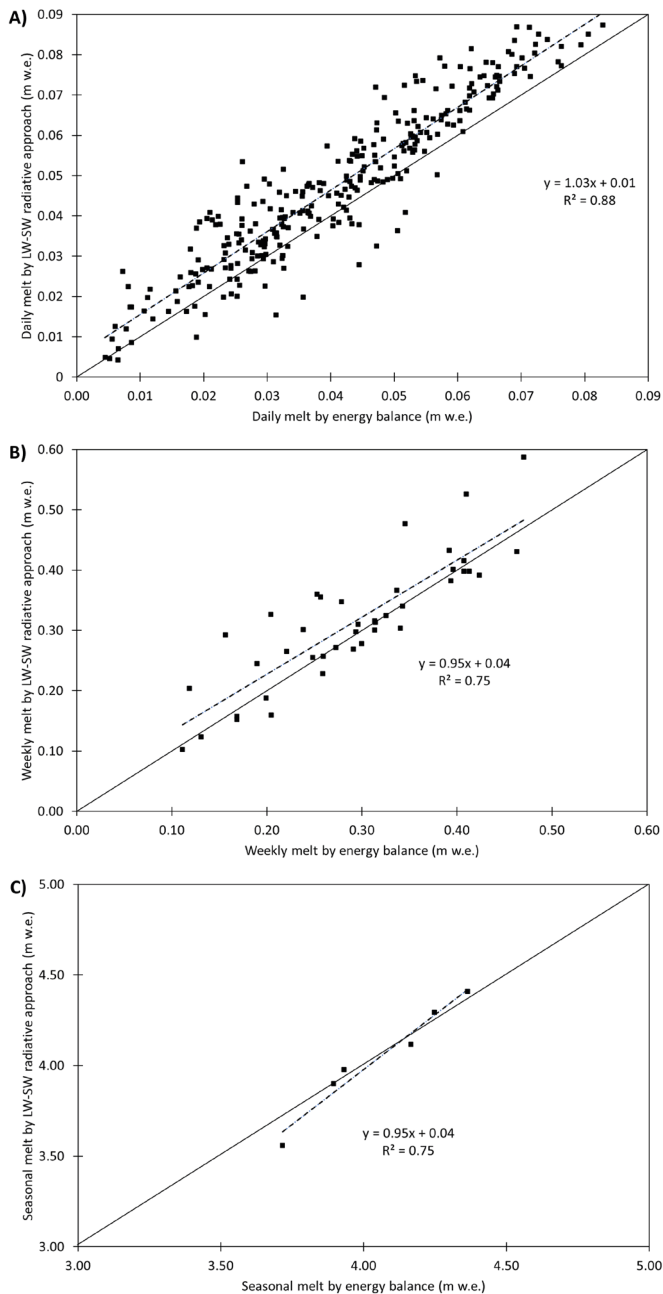 A)
Daily melt by LW-SW radiative approach (m w.e.)
0.09
0.08
0.07
0.06
0.05
0.04
0.03
0.02
0.01
0
y = 1.03x + 0.01
R² = 0.88
0.00 0.01 0.02 0.03 0.04 0.05 0.06 0.07 0.08 0.09
Daily melt by energy balance (m w.e.)
B)
Weekly melt by LW-SW radiative approach (m w.e.)
0.60
0.50
0.40
0.30
0.20
0.10
0.00
y = 0.95x + 0.04
R² = 0.75
0.00 0.10 0.20 0.30 0.40 0.50 0.60
Weekly melt by energy balance (m w.e.)
C)
Seasonal melt by LW-SW radiative approach (m w.e.)
5.00
4.50
4.00
3.50
3.00
y = 0.95x + 0.04
R² = 0.75
3.00 3.50 4.00 4.50 5.00
Seasonal melt by energy balance (m w.e.)